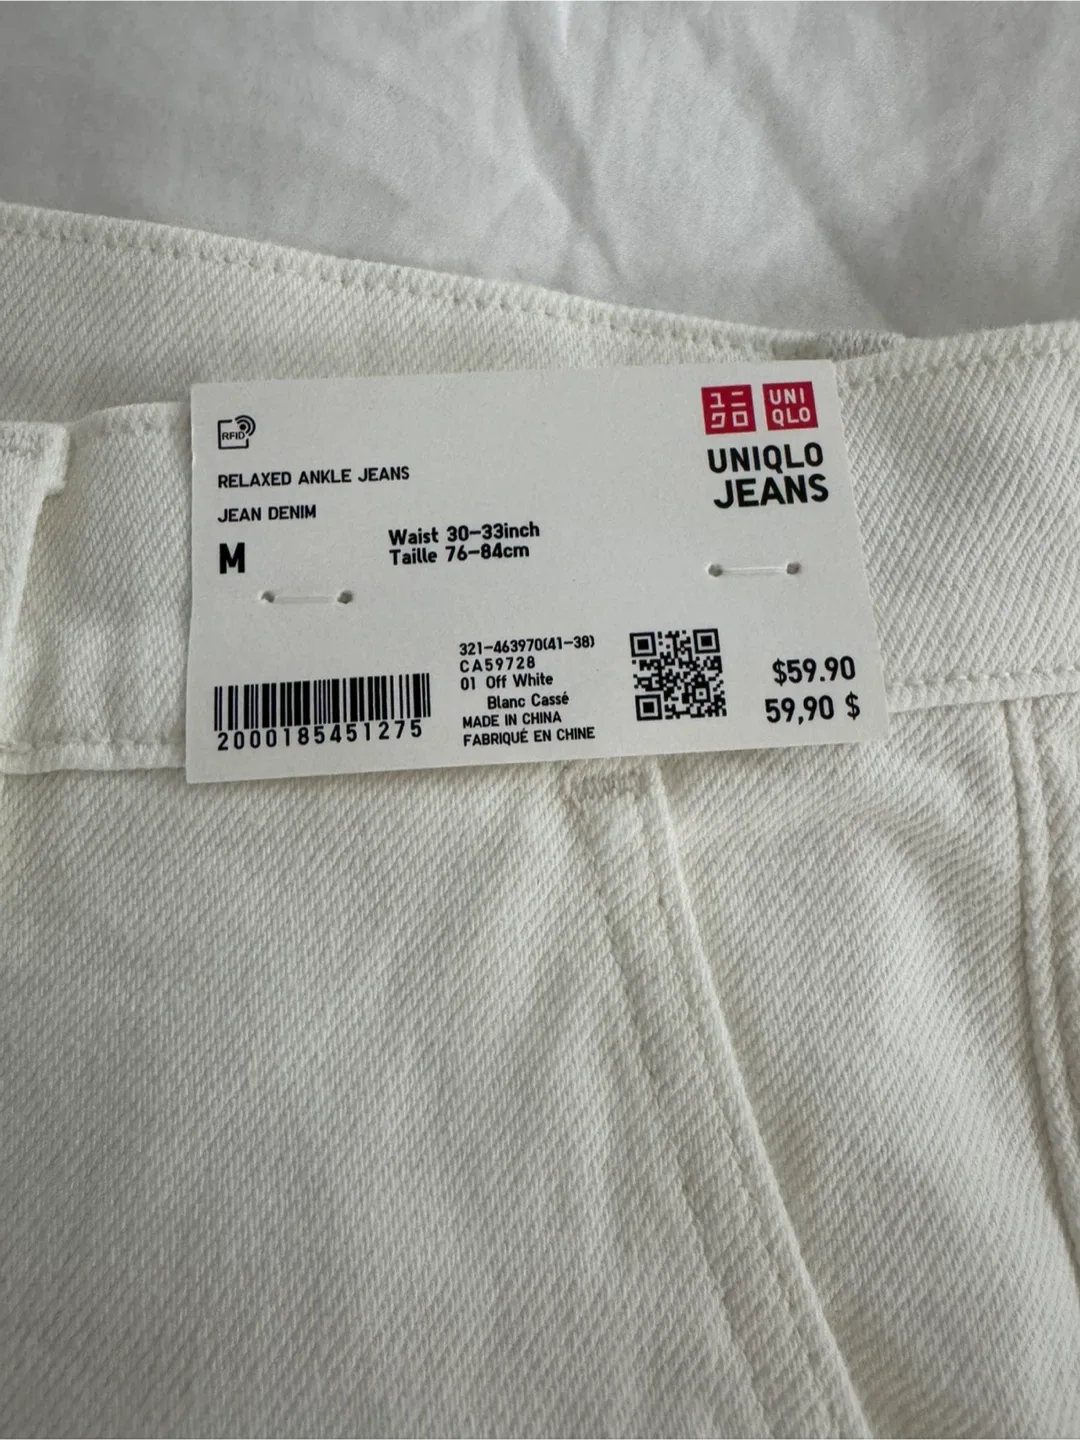 RFID
ユニ
クロ
UNI
QLO
UNIQLO
JEANS
RELAXED ANKLE JEANS
JEAN DENIM
M
Waist 30-33inch
Taille 76-84cm
321-463970(41-38)
CA59728
01 Off White
Blanc Cassé
MADE IN CHINA
FABRIQUÉ EN CHINE
2000185451275
$59.90
59,90 $